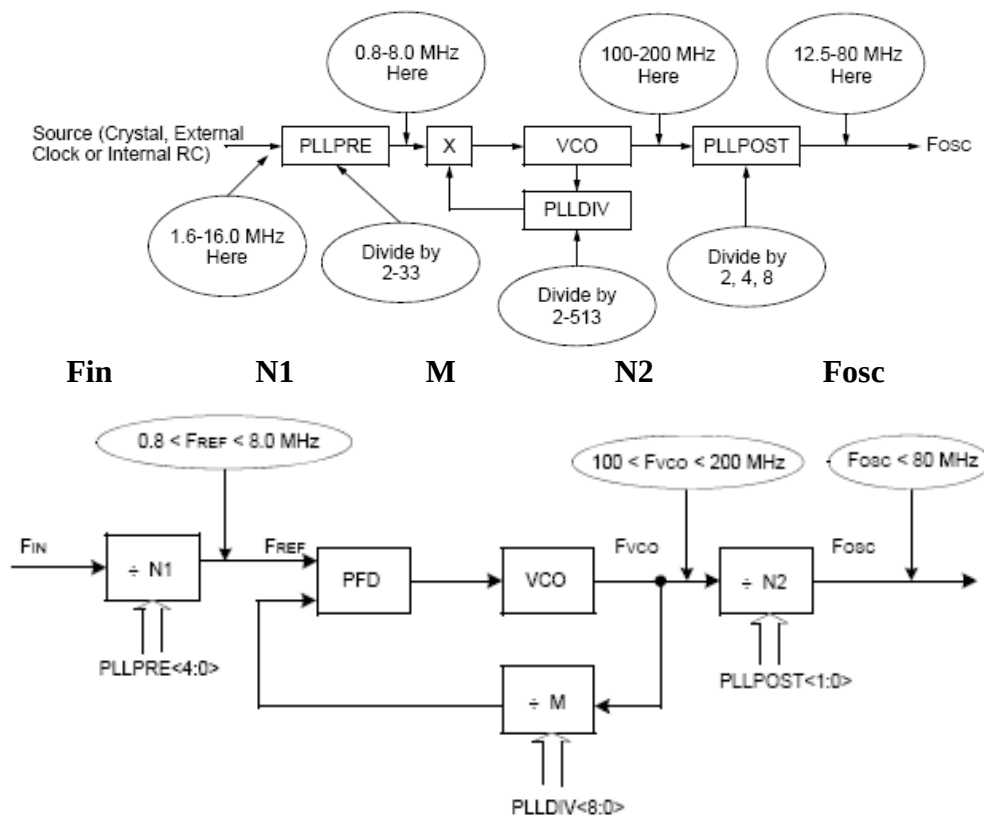 0.8-8.0 MHz
Here
100-200 MHz
Here
12.5-80 MHz
Here
Source (Crystal, External
Clock or Internal RC)
PLLPRE
X
VCO
PLLPOST
Fosc
PLLDIV
1.6-16.0 MHz
Here
Divide by
2-33
Divide by
2-513
Divide by
2, 4, 8
Fin N1 M N2 Fosc
0.8 < FREF < 8.0 MHz
100 < FVCO < 200 MHz
FOSC < 80 MHz
FIN
÷ N1
FREF
PFD
VCO
FVCO
÷ N2
FOSC
PLLPRE<4:0>
÷ M
PLLPOST<1:0>
PLLDIV<8:0>